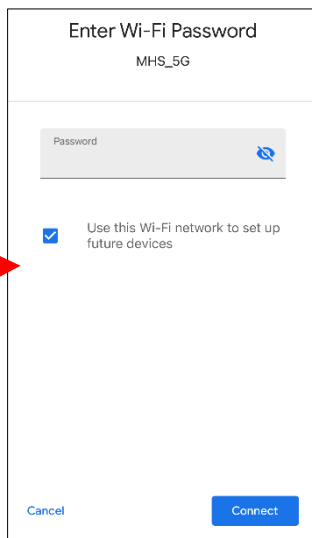 Enter Wi-Fi Password
MHS_5G
Password
Use this Wi-Fi network to set up
future devices
Cancel
Connect